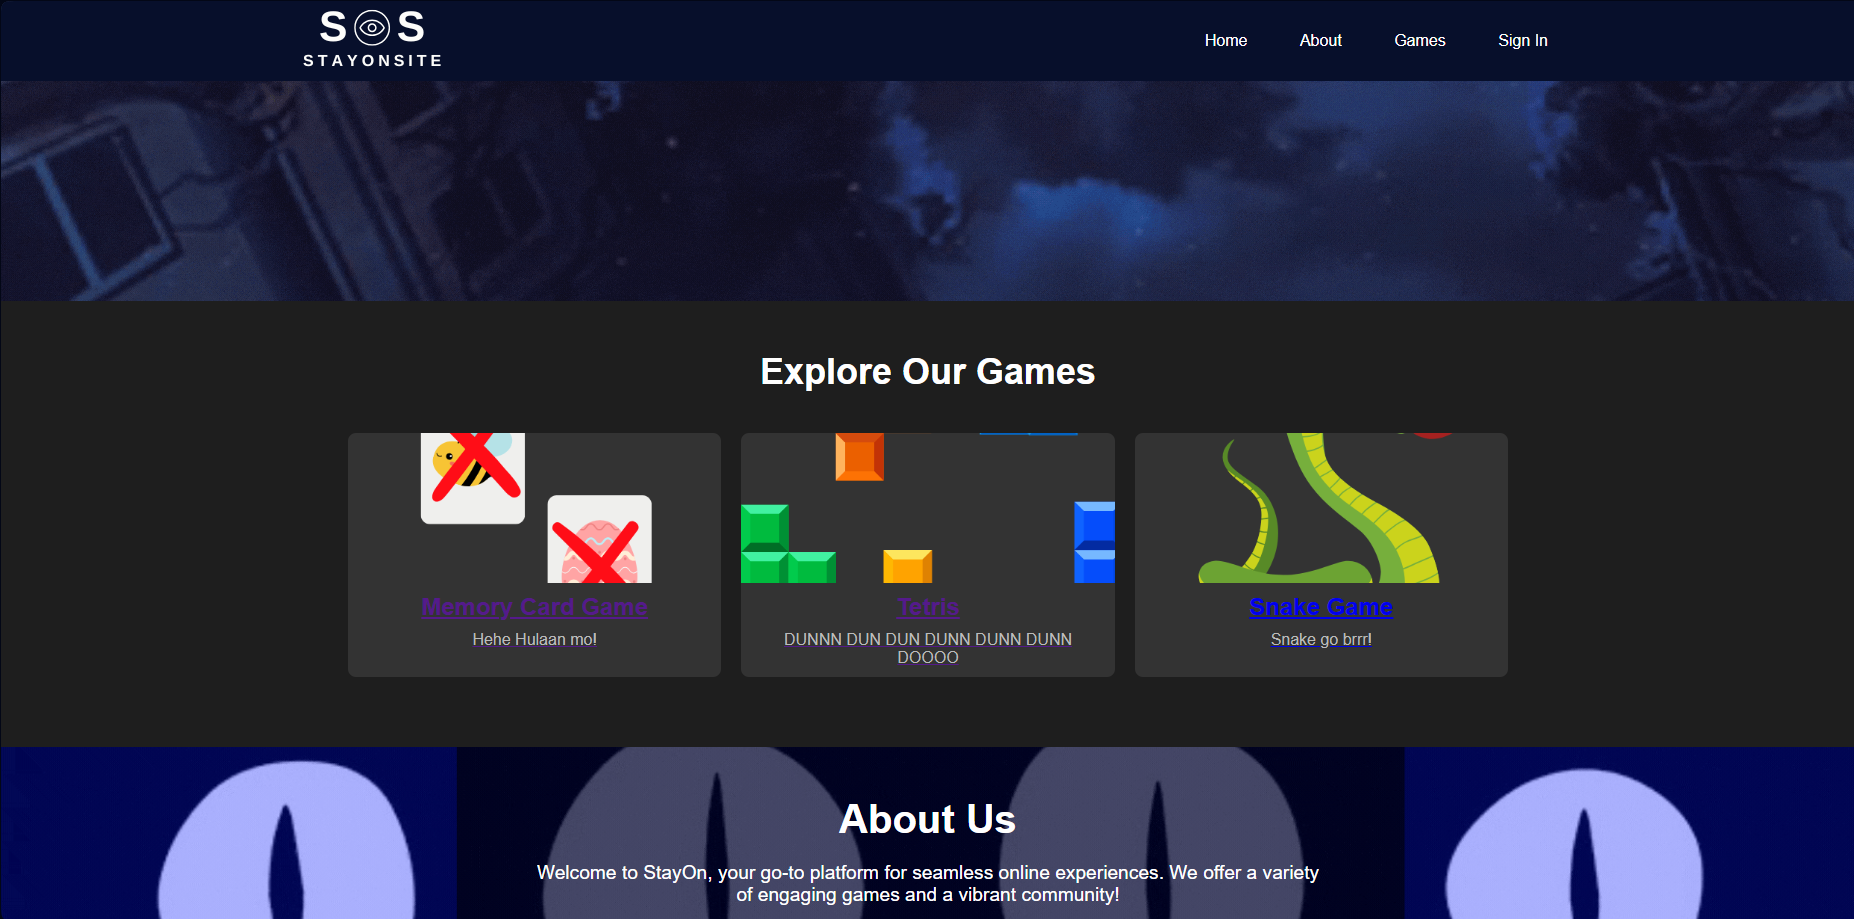 S S
STAYONSITE
Home About Games Sign In
Explore Our Games
Memory Card Game
Hehe Hulaan mo!
Tetris
DUNNN DUN DUN DUNN DUNN DUNN
DOOOO
Snake Game
Snake go brrr!
About Us
Welcome to StayOn, your go-to platform for seamless online experiences. We offer a variety
of engaging games and a vibrant community!